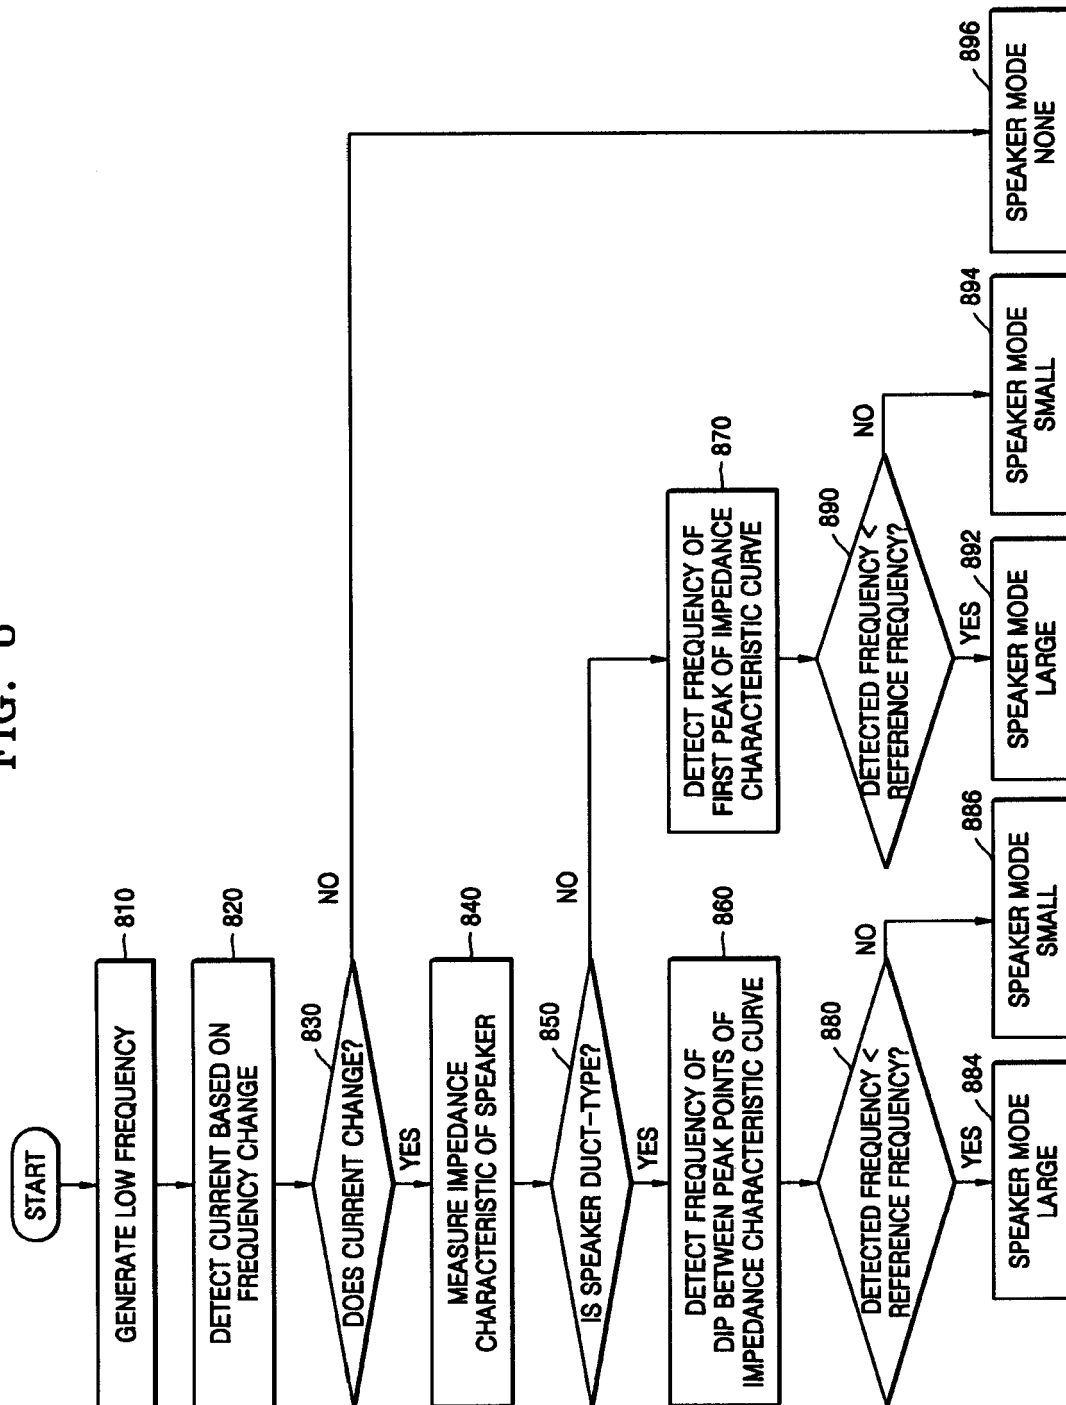 FIG. 8
START
GENERATE LOW FREQUENCY
810
DETECT CURRENT BASED ON
FREQUENCY CHANGE
820
DOES CURRENT CHANGE?
830
NO
YES
MEASURE IMPEDANCE
CHARACTERISTIC OF SPEAKER
840
IS SPEAKER DUCT-TYPE?
850
NO
YES
DETECT FREQUENCY OF
DIP BETWEEN PEAK POINTS OF
IMPEDANCE CHARACTERISTIC CURVE
860
DETECT FREQUENCY OF
FIRST PEAK OF IMPEDANCE
CHARACTERISTIC CURVE
870
DETECTED FREQUENCY <
REFERENCE FREQUENCY?
880
NO
YES
DETECTED FREQUENCY <
REFERENCE FREQUENCY?
890
NO
YES
SPEAKER MODE
LARGE
884
SPEAKER MODE
SMALL
886
SPEAKER MODE
LARGE
892
SPEAKER MODE
SMALL
894
SPEAKER MODE
NONE
896